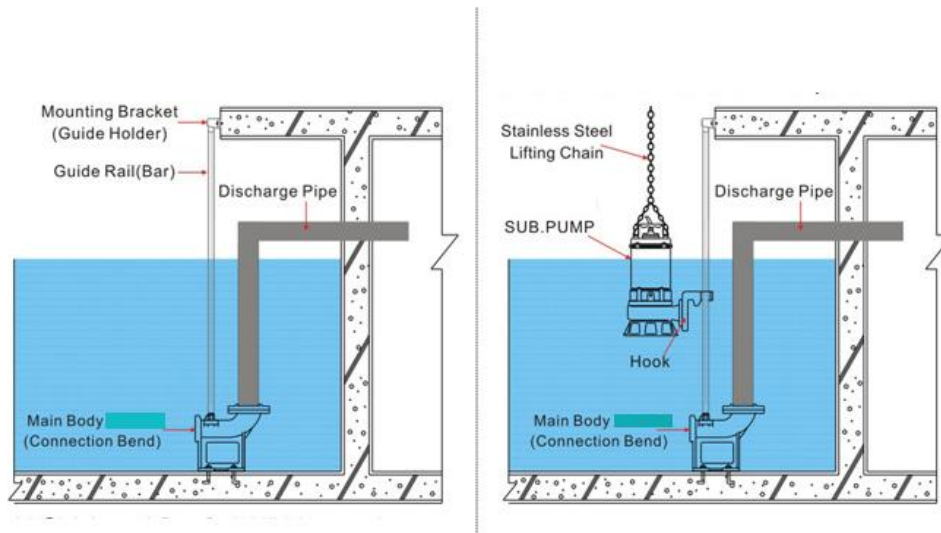 Mounting Bracket
(Guide Holder)
Guide Rail(Bar)
Discharge Pipe
Main Body
(Connection Bend)
Stainless Steel
Lifting Chain
Discharge Pipe
SUB.PUMP
Hook
Main Body
(Connection Bend)